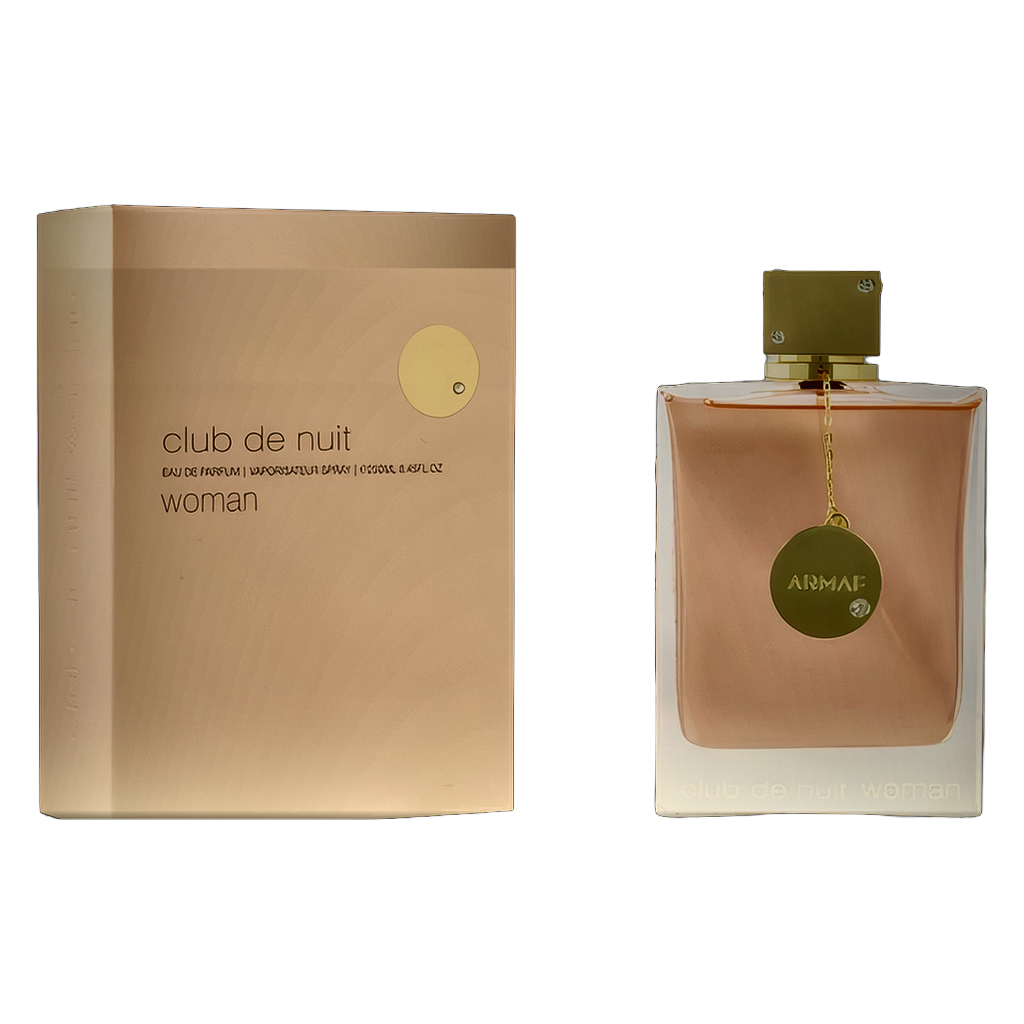 club de nuit
EAU DE PARFUM |
woman
ARMAF
club de nuit woman